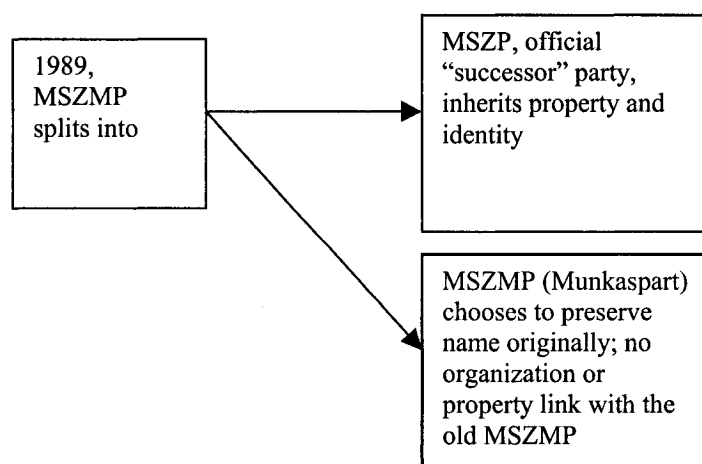 1989,
MSZMP
splits into
MSZP, official
“successor” party,
inherits property and
identity
MSZMP (Munkaspart)
chooses to preserve
name originally; no
organization or
property link with the
old MSZMP